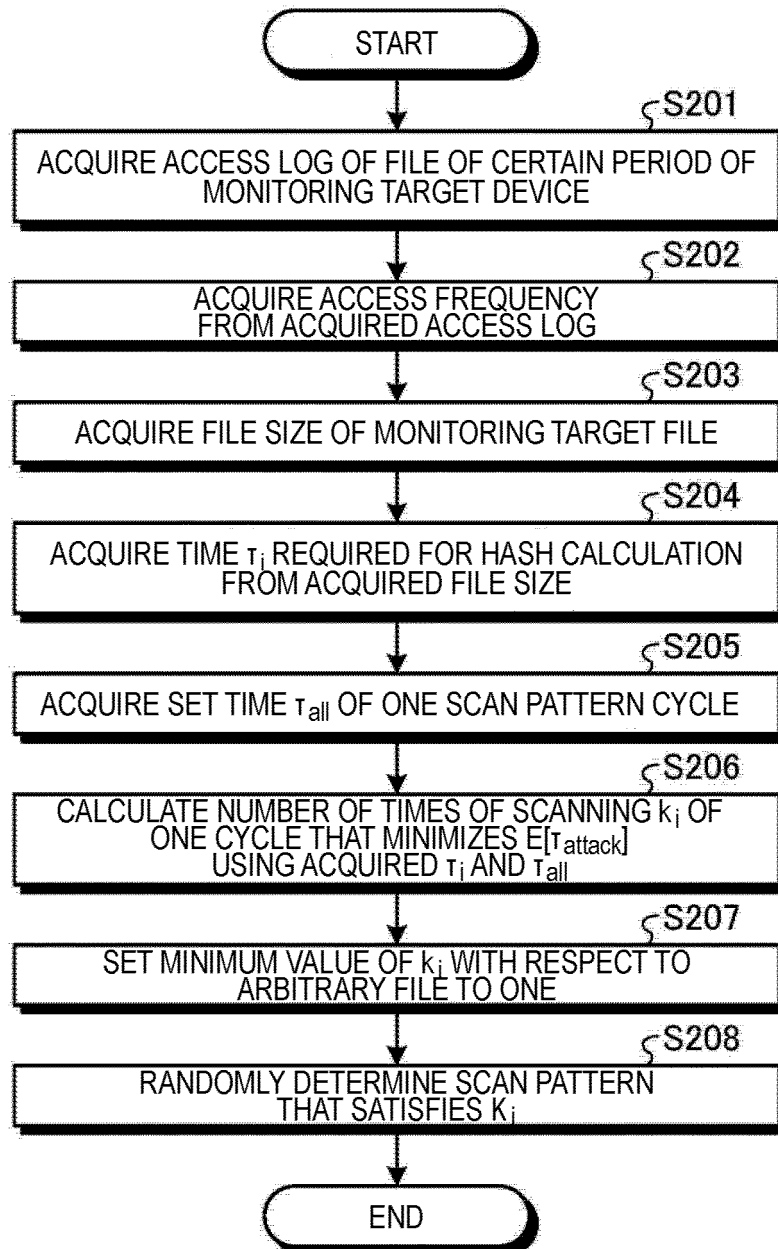 START
S201
ACQUIRE ACCESS LOG OF FILE OF CERTAIN PERIOD OF
MONITORING TARGET DEVICE
S202
ACQUIRE ACCESS FREQUENCY
FROM ACQUIRED ACCESS LOG
S203
ACQUIRE FILE SIZE OF MONITORING TARGET FILE
S204
ACQUIRE TIME τi REQUIRED FOR HASH CALCULATION
FROM ACQUIRED FILE SIZE
S205
ACQUIRE SET TIME τall OF ONE SCAN PATTERN CYCLE
S206
CALCULATE NUMBER OF TIMES OF SCANNING ki OF
ONE CYCLE THAT MINIMIZES E[τattack]
USING ACQUIRED τi AND τall
S207
SET MINIMUM VALUE OF ki WITH RESPECT TO
ARBITRARY FILE TO ONE
S208
RANDOMLY DETERMINE SCAN PATTERN
THAT SATISFIES Ki
END